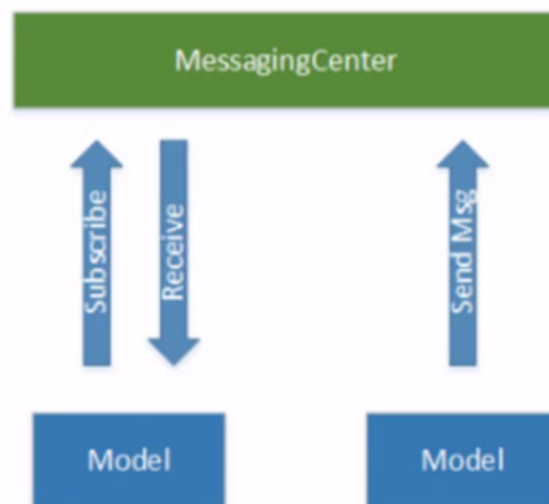 MessagingCenter
Subscribe
Receive
Send Msg
Model
Model